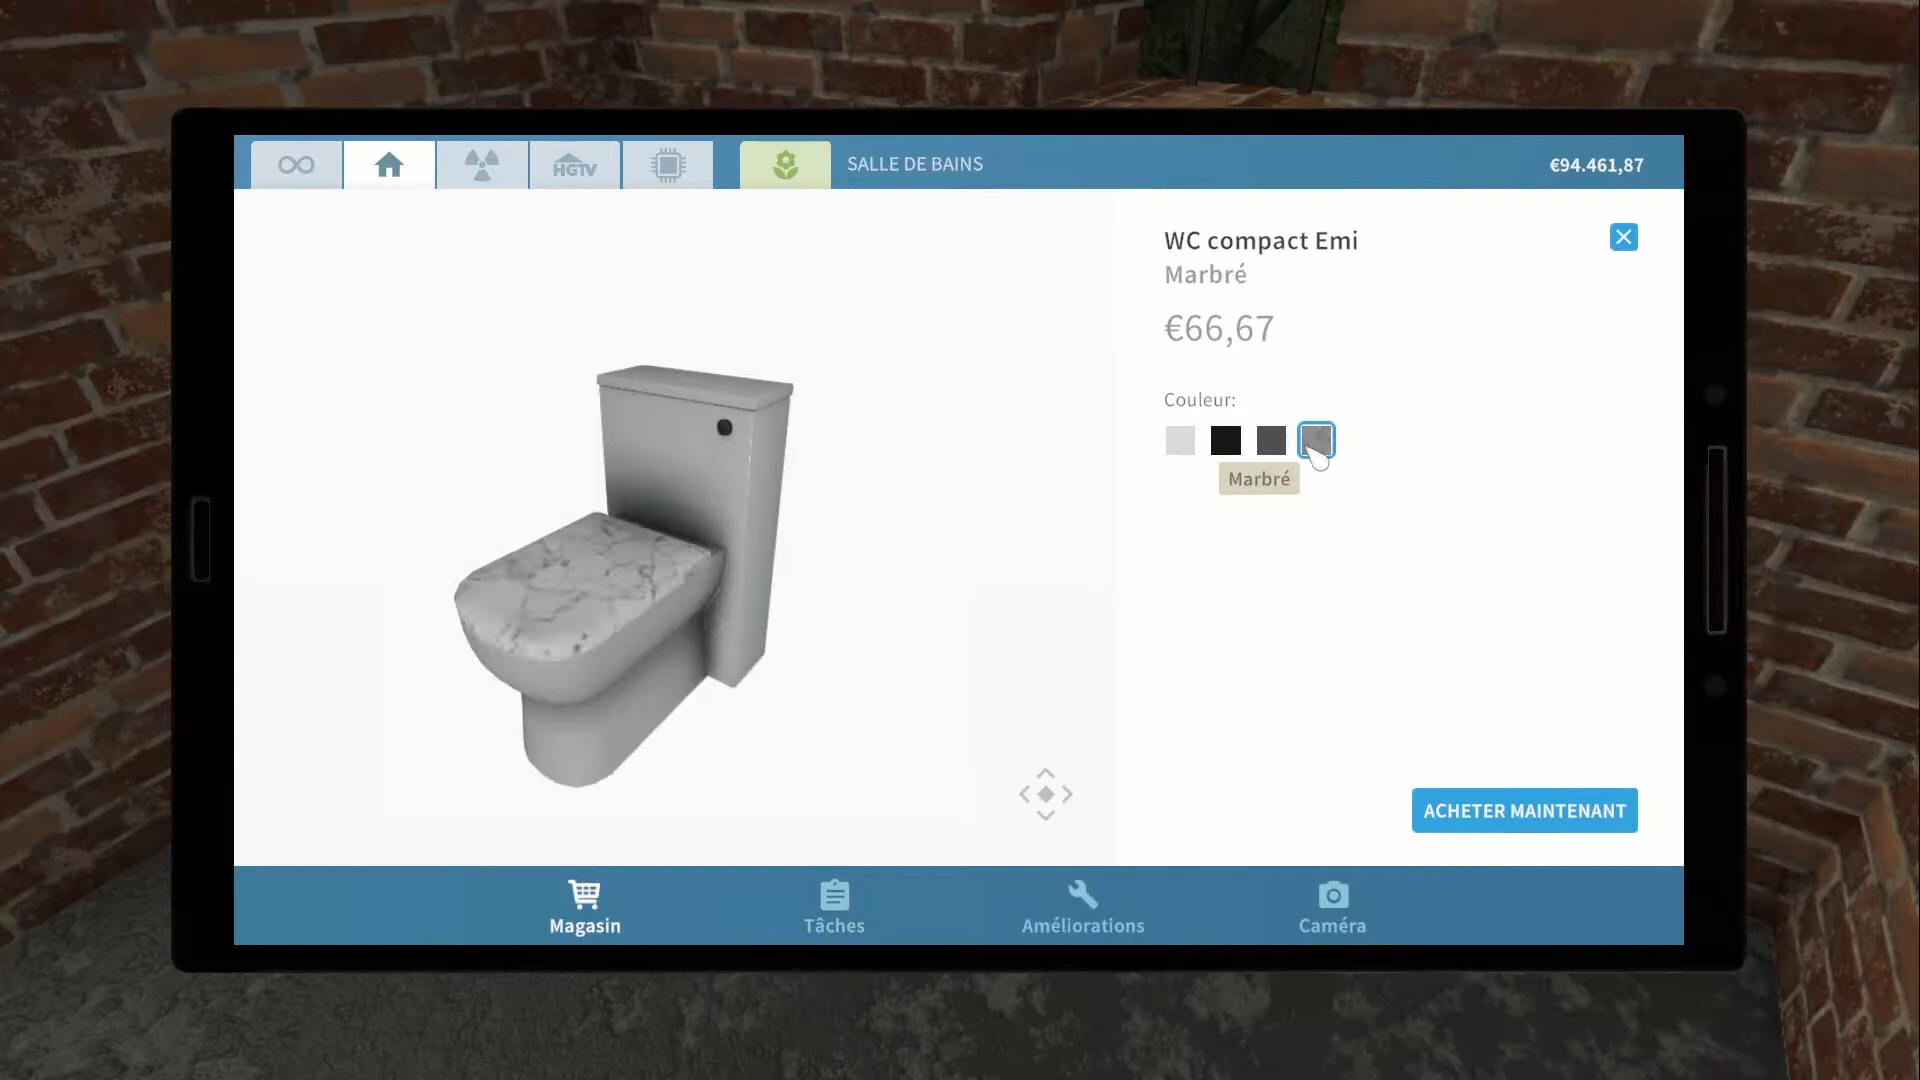 HGTV
SALLE DE BAINS
€94.461,87
WC compact Emi
Marbré
€66,67
Couleur:
Marbré
ACHETER MAINTENANT
Magasin
Tâches
Améliorations
Caméra